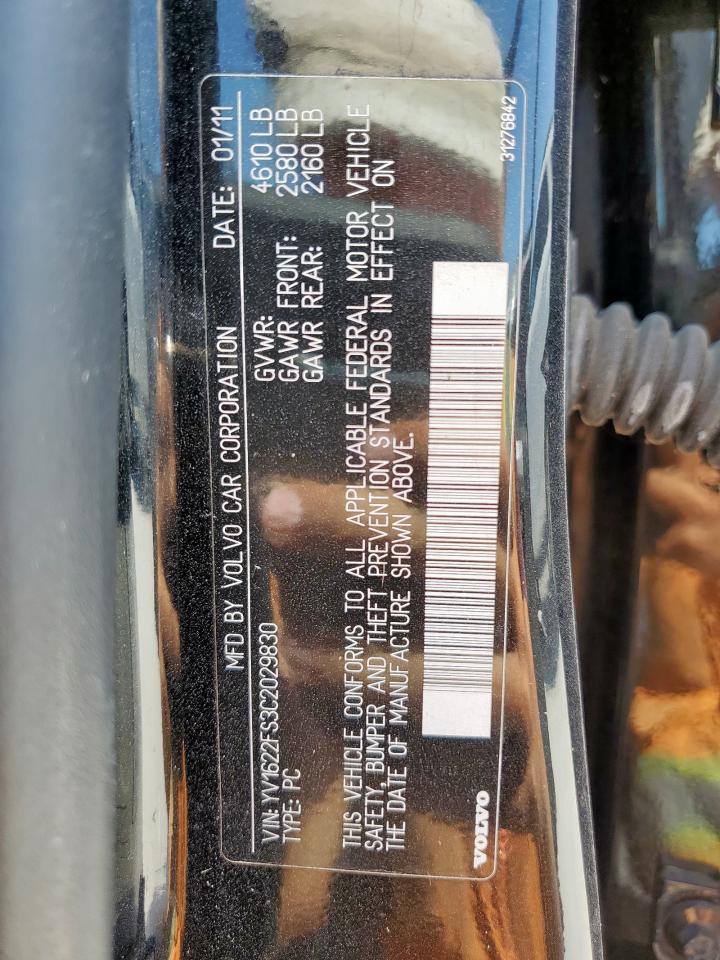 MFD BY VOLVO CAR CORPORATION DATE: 01/11
GVWR: 4610 LB
GAWR FRONT: 2580 LB
GAWR REAR: 2160 LB
VIN: YV1622FS3C2029830
TYPE: PC
THIS VEHICLE CONFORMS TO ALL APPLICABLE FEDERAL MOTOR VEHICLE
SAFETY, BUMPER AND THEFT PREVENTION STANDARDS IN EFFECT ON
THE DATE OF MANUFACTURE SHOWN ABOVE.
VOLVO
31276842